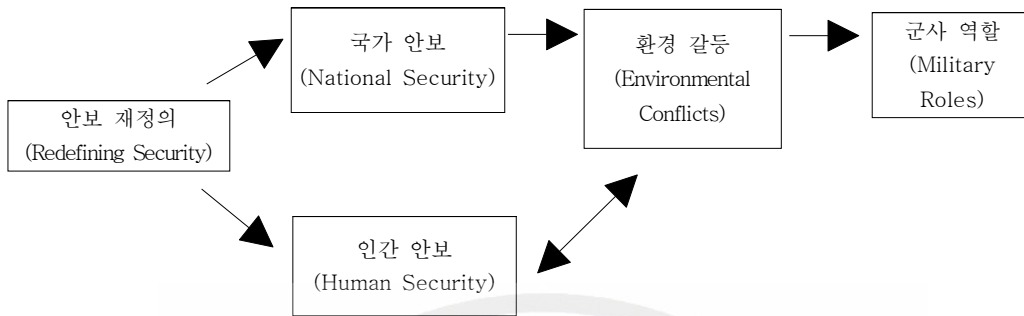 국가 안보
(National Security)
환경 갈등
(Environmental
Conflicts)
군사 역할
(Military
Roles)
안보 재정의
(Redefining Security)
인간 안보
(Human Security)